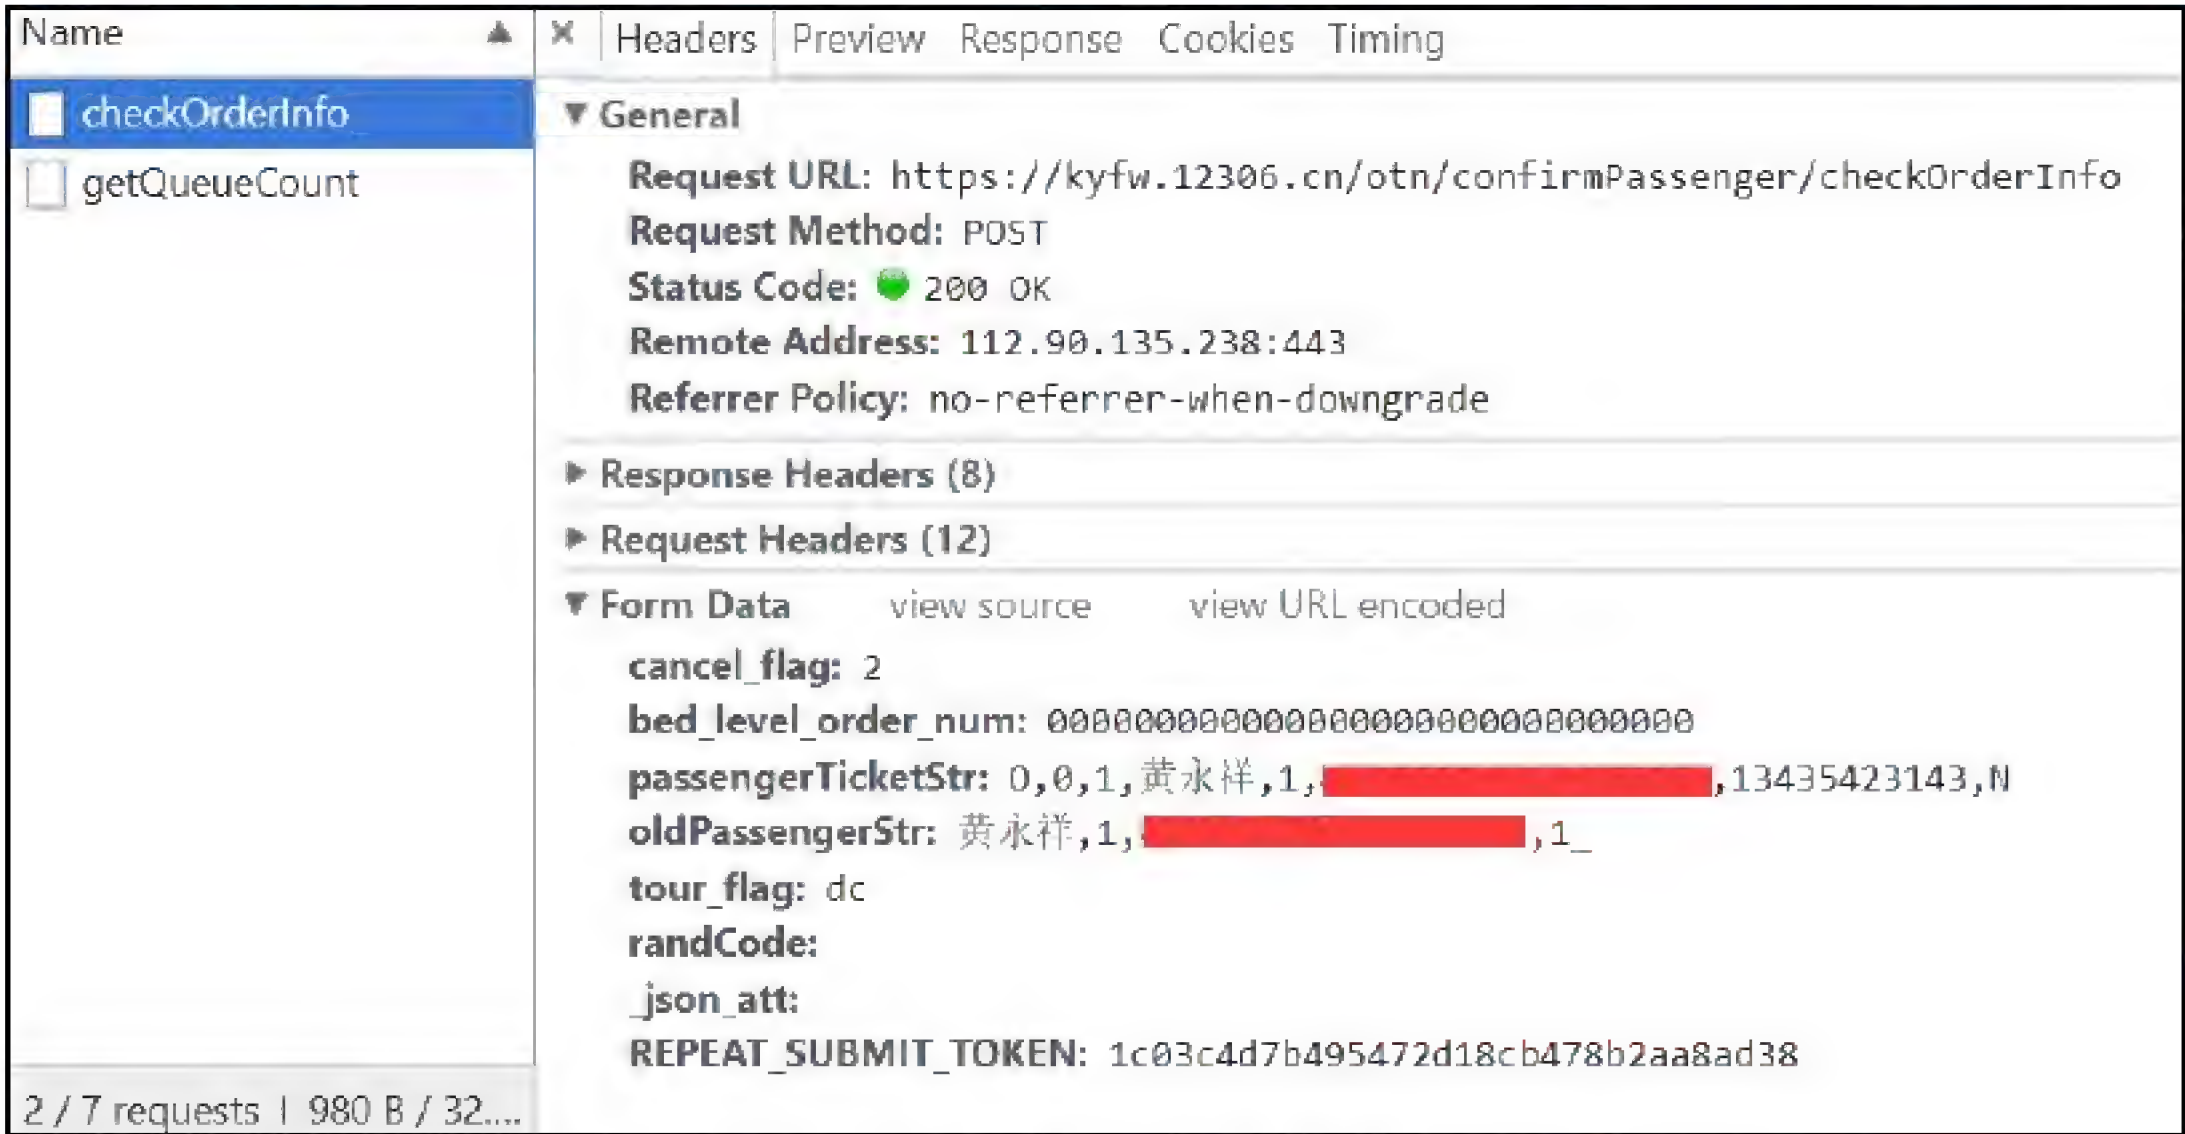 Name
checkOrderInfo
getQueueCount
2 / 7 requests | 980 B / 32....
× Headers Preview Response Cookies Timing
▼ General
Request URL: https://kyfw.12306.cn/otn/confirmPassenger/checkOrderInfo
Request Method: POST
Status Code: 200 OK
Remote Address: 112.90.135.238:443
Referrer Policy: no-referrer-when-downgrade
▶ Response Headers (8)
▶ Request Headers (12)
▼ Form Data view source view URL encoded
cancel_flag: 2
bed_level_order_num: 000000000000000000000000000000
passengerTicketStr: O,0,1,黄永祥,1, ,13435423143,N
oldPassengerStr: 黄永祥,1, ,1_
tour_flag: dc
randCode:
_json_att:
REPEAT_SUBMIT_TOKEN: 1c03c4d7b495472d18cb478b2aa8ad38